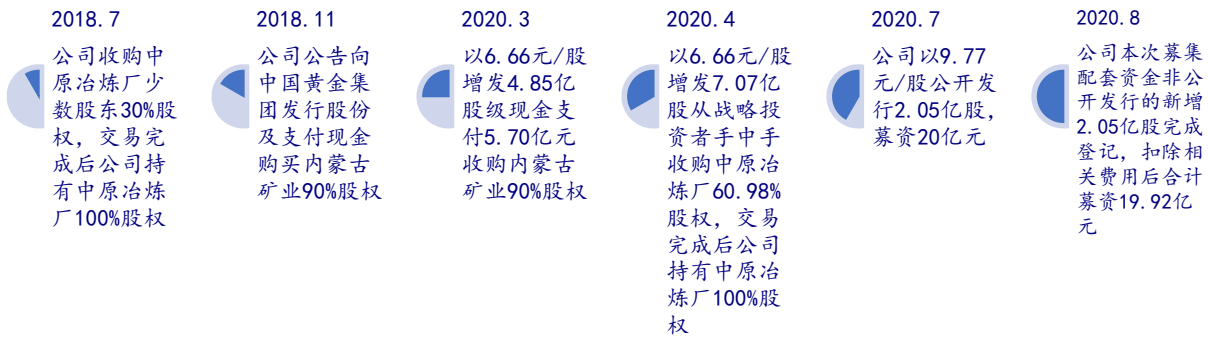 2018.7
公司收购中
原冶炼厂少
数股东30%股
权，交易完
成后公司持
有中原冶炼
厂100%股权
2018.11
公司公告向
中国黄金集
团发行股份
及支付现金
购买内蒙古
矿业90%股权
2020.3
以6.66元/股
增发4.85亿
股级现金支
付5.70亿元
收购内蒙古
矿业90%股权
2020.4
以6.66元/股
增发7.07亿
股从战略投
资者手中手
收购中原冶
炼厂60.98%
股权，交易
完成后公司
持有中原冶
炼厂100%股
权
2020.7
公司以9.77
元/股公开发
行2.05亿股，
募资20亿元
2020.8
公司本次募集
配套资金非公
开发行的新增
2.05亿股完成
登记，扣除相
关费用后合计
募资19.92亿
元